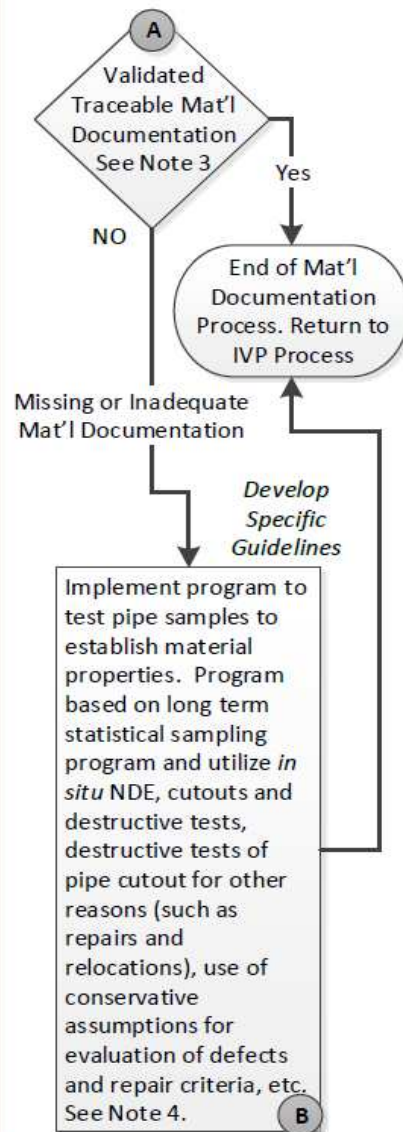 A
Validated
Traceable Mat'l
Documentation
See Note 3
Yes
NO
End of Mat'l
Documentation
Process. Return to
IVP Process
Missing or Inadequate
Mat'l Documentation
Develop
Specific
Guidelines
Implement program to
test pipe samples to
establish material
properties.  Program
based on long term
statistical sampling
program and utilize in
situ NDE, cutouts and
destructive tests,
destructive tests of
pipe cutout for other
reasons (such as
repairs and
relocations), use of
conservative
assumptions for
evaluation of defects
and repair criteria, etc.
See Note 4.
B